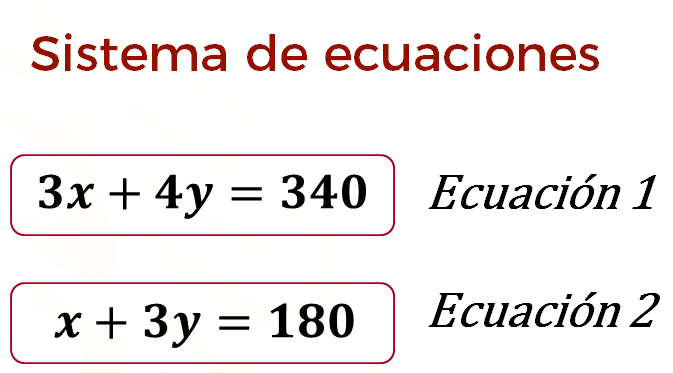 Sistema de ecuaciones
3x + 4y = 340 Ecuación 1
x + 3y = 180 Ecuación 2